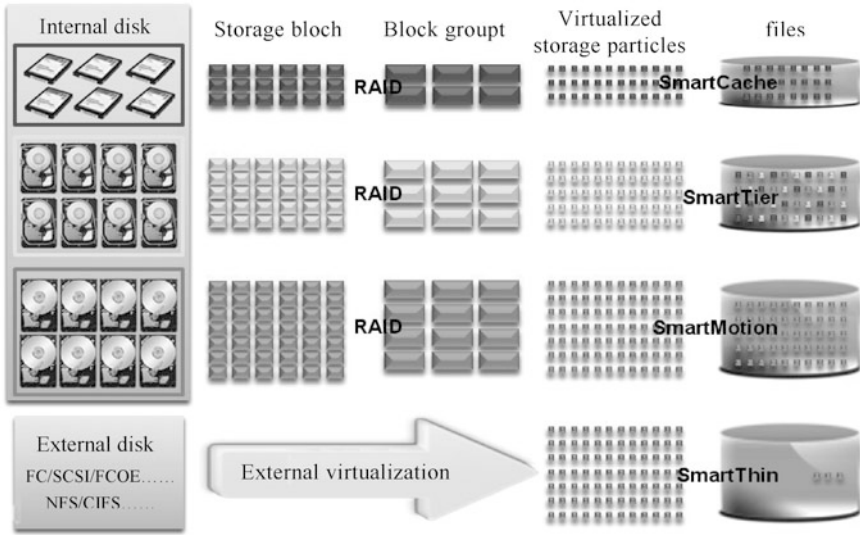 Internal disk
Storage bloch
Block groupt
Virtualized
storage particles
files
RAID
SmartCache
RAID
SmartTier
RAID
SmartMotion
External disk
FC/SCSI/FCOE......
NFS/CIFS......
External virtualization
SmartThin